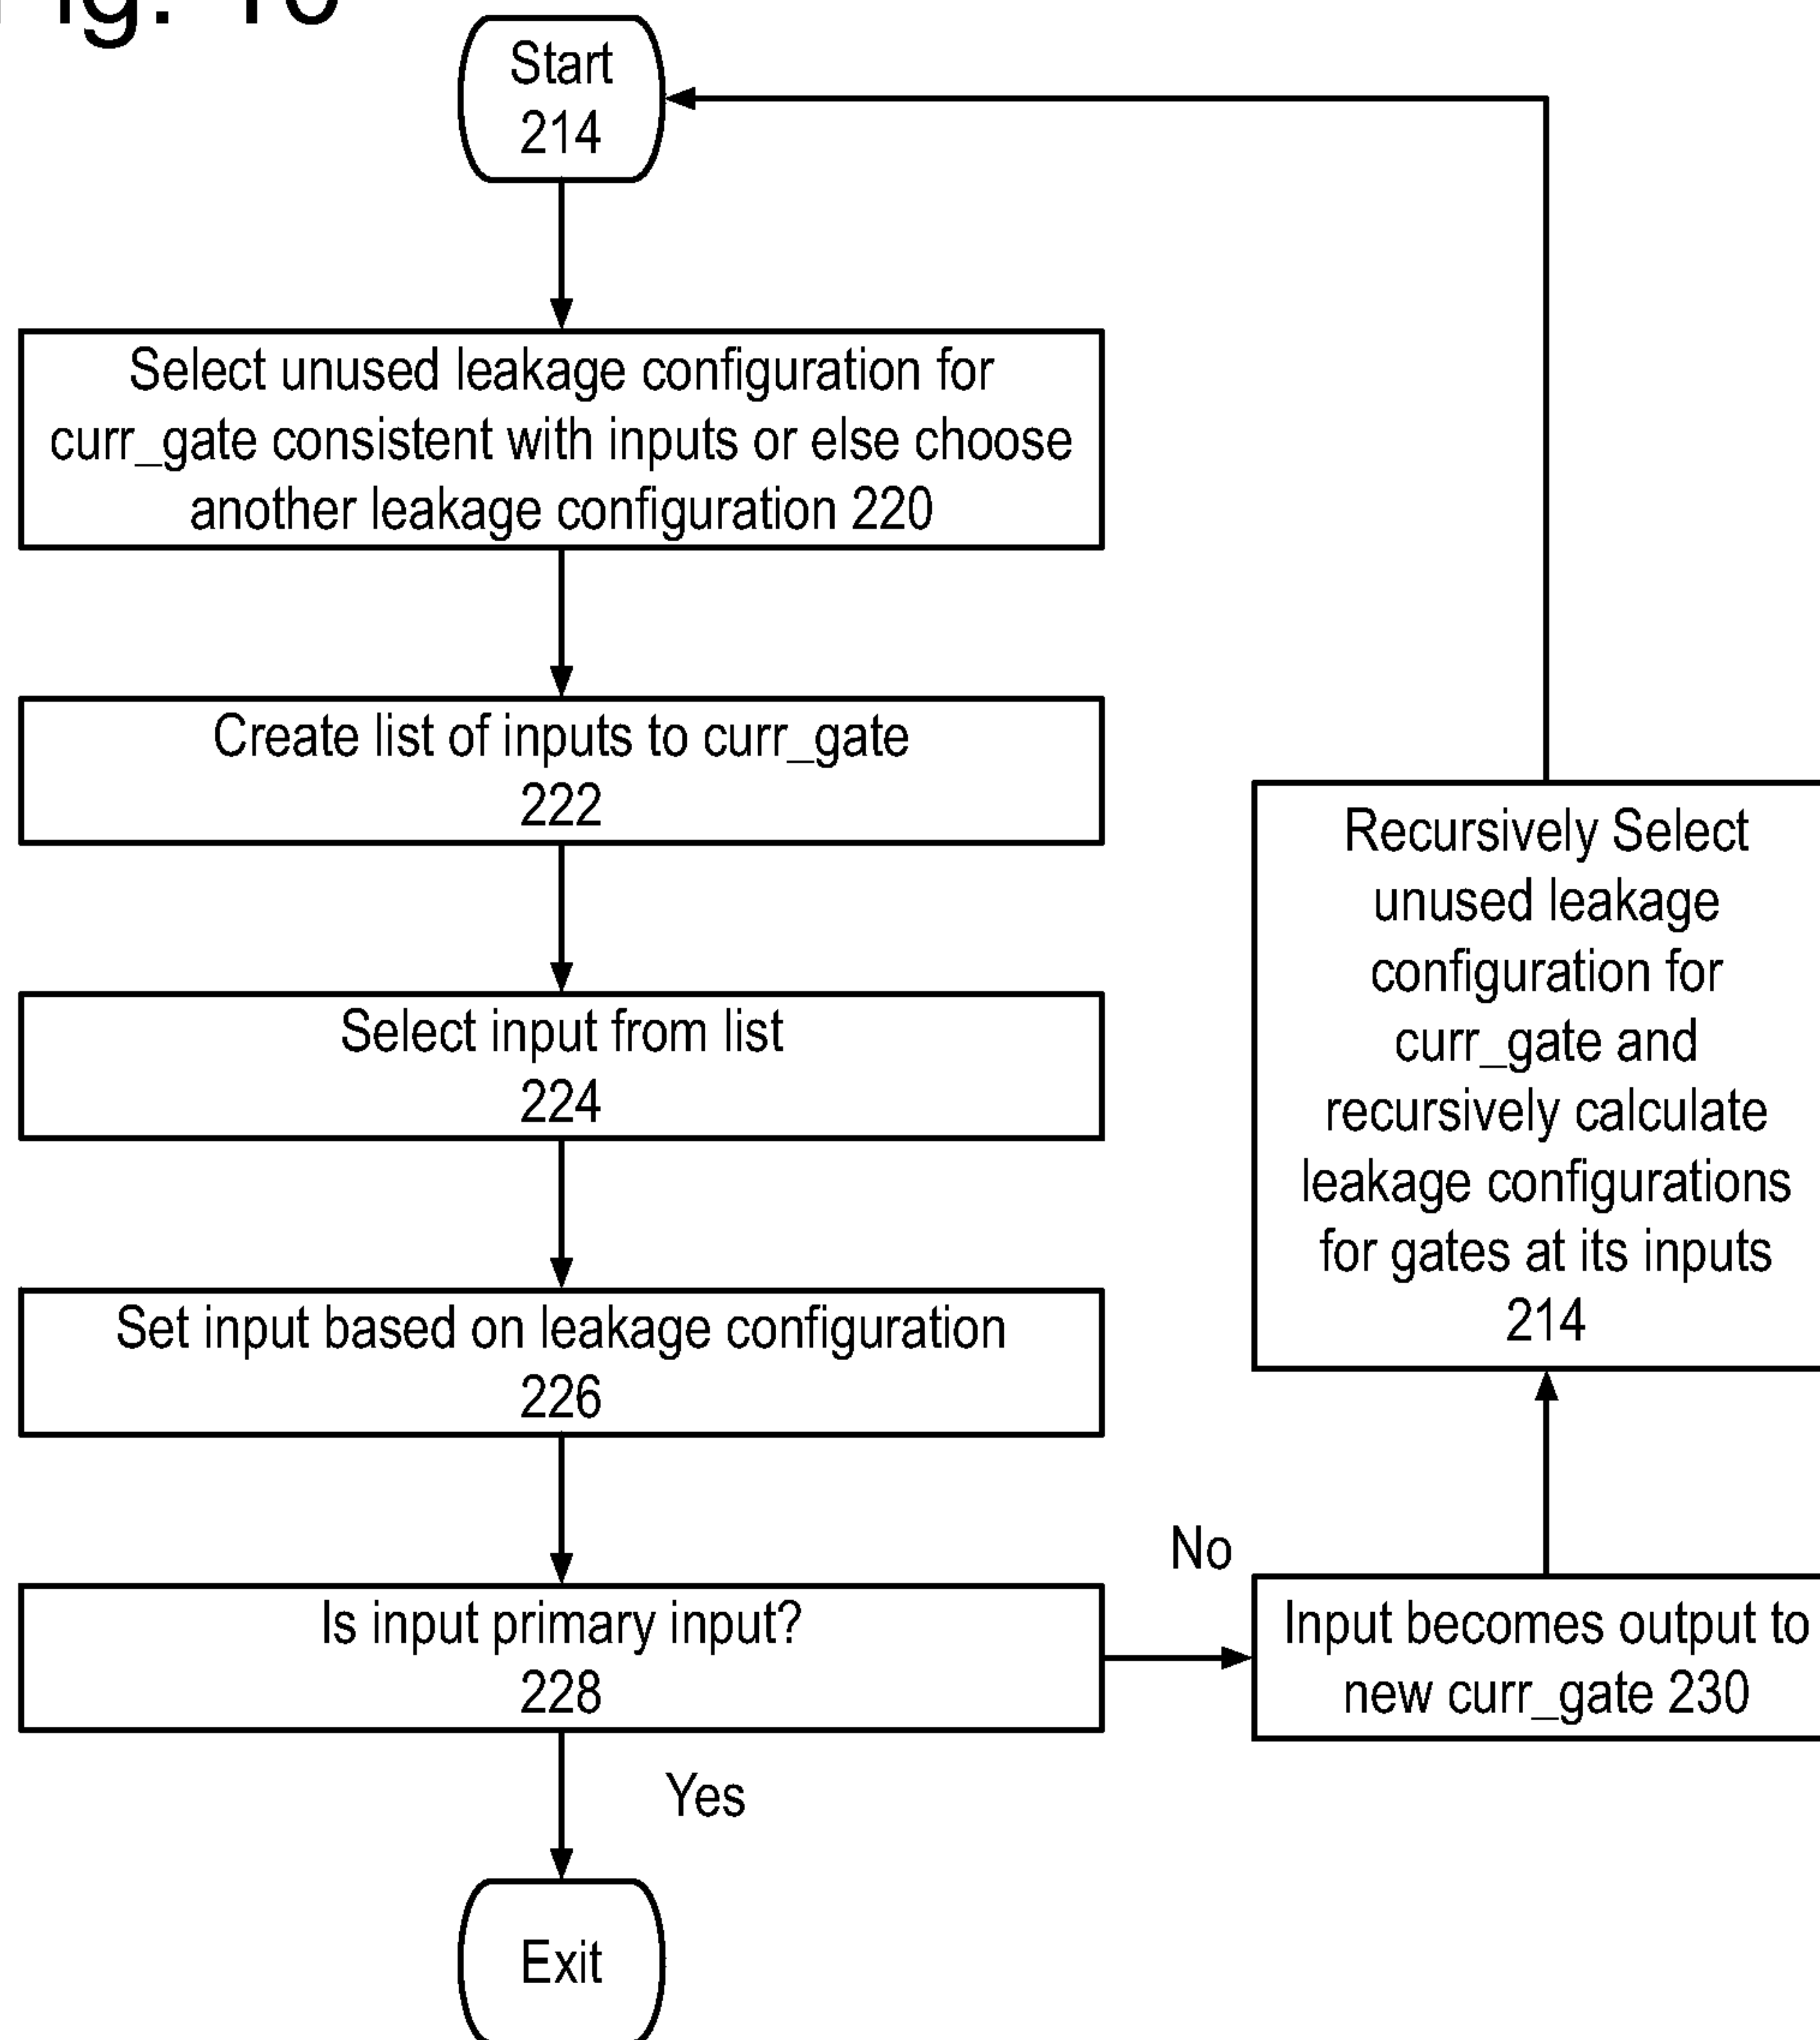 Fig. 10
Start
214
Select unused leakage configuration for
curr_gate consistent with inputs or else choose
another leakage configuration 220
Create list of inputs to curr_gate
222
Select input from list
224
Set input based on leakage configuration
226
Is input primary input?
228
Yes
Exit
No
Input becomes output to
new curr_gate 230
Recursively Select
unused leakage
configuration for
curr_gate and
recursively calculate
leakage configurations
for gates at its inputs
214